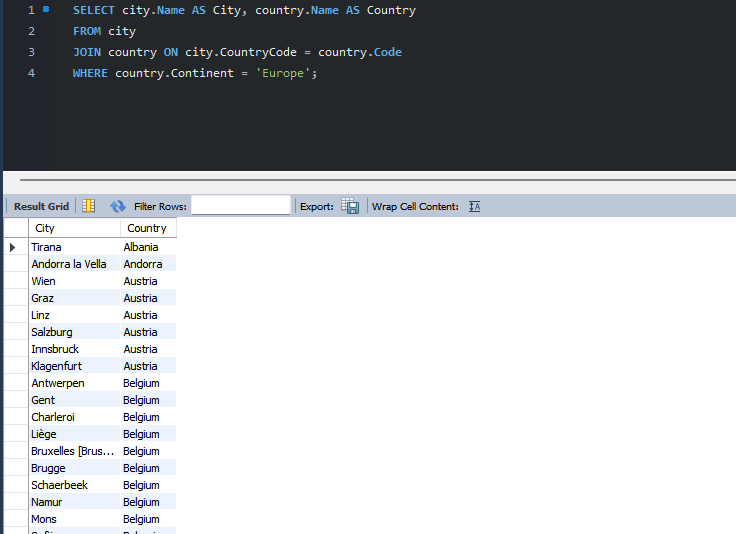 1 SELECT city.Name AS City, country.Name AS Country
2 FROM city
3 JOIN country ON city.CountryCode = country.Code
4 WHERE country.Continent = 'Europe';
Result Grid Filter Rows: Export: Wrap Cell Content:
City Country
Tirana Albania
Andorra la Vella Andorra
Wien Austria
Graz Austria
Linz Austria
Salzburg Austria
Innsbruck Austria
Klagenfurt Austria
Antwerpen Belgium
Gent Belgium
Charleroi Belgium
Liège Belgium
Bruxelles [Brus... Belgium
Brugge Belgium
Schaerbeek Belgium
Namur Belgium
Mons Belgium